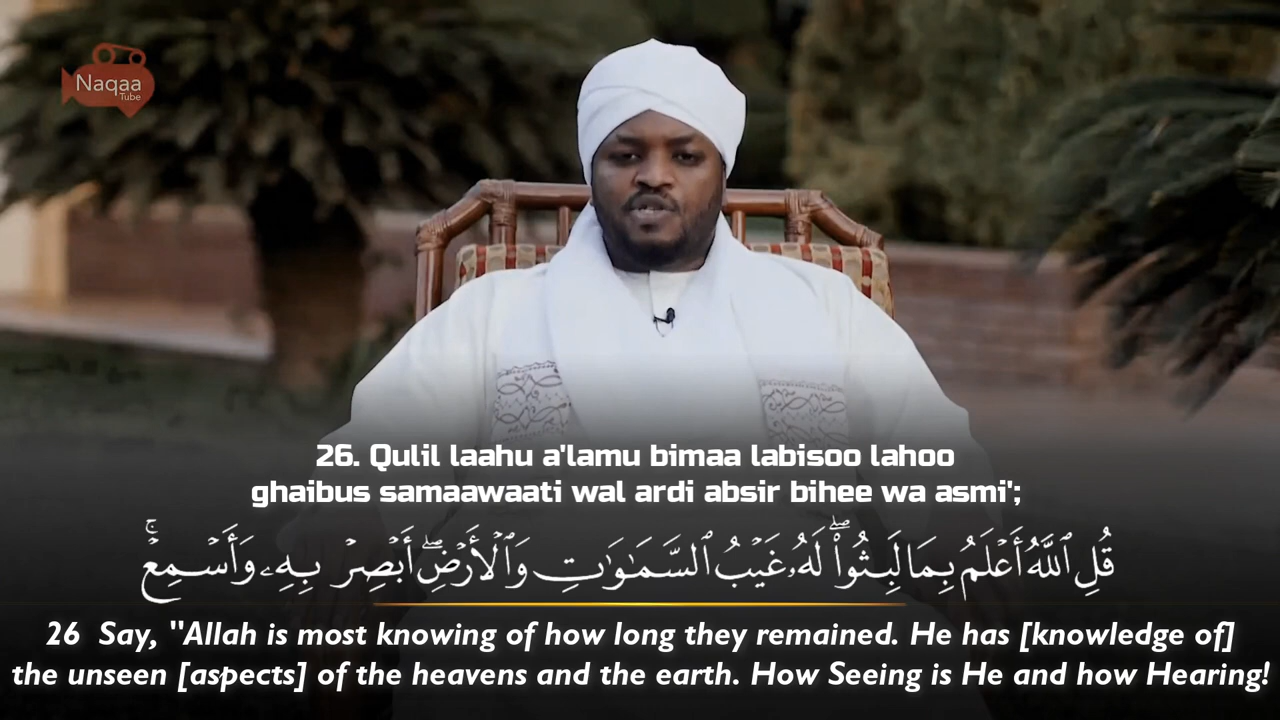 Naqaa
Tube
26. Qulil laahu a'lamu bimaa labisoo lahoo
ghaibus samaawaati wal ardi absir bihee wa asmi';
قُلِ ٱللَّهُ أَعْلَمُ بِمَا لَبِثُوا۟ ۖ لَهُۥ غَيْبُ ٱلسَّمَـٰوَٰتِ وَٱلْأَرْضِ ۖ أَبْصِرْ بِهِۦ وَأَسْمِعْ ۚ
26 Say, "Allah is most knowing of how long they remained. He has [knowledge of]
the unseen [aspects] of the heavens and the earth. How Seeing is He and how Hearing!